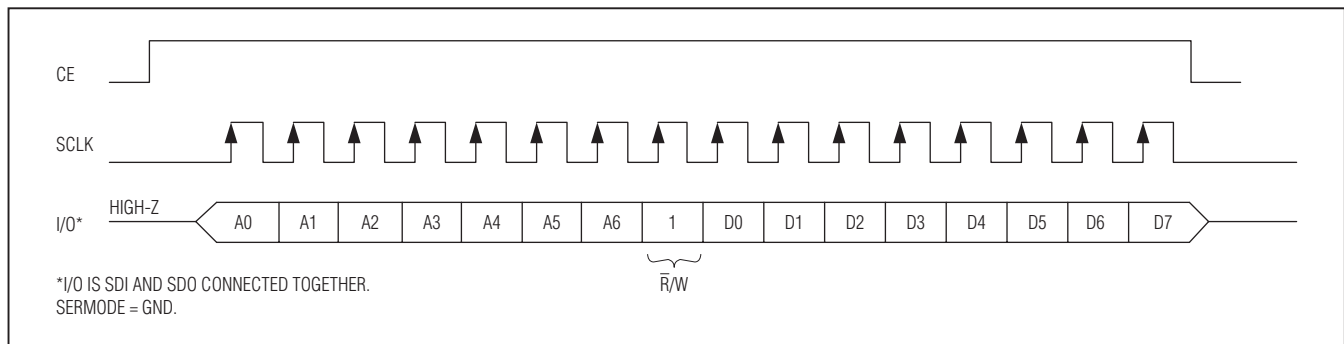 CE
SCLK
I/O*
HIGH-Z
A0 A1 A2 A3 A4 A5 A6 1 D0 D1 D2 D3 D4 D5 D6 D7
R̅/W
*I/O IS SDI AND SDO CONNECTED TOGETHER.
SERMODE = GND.